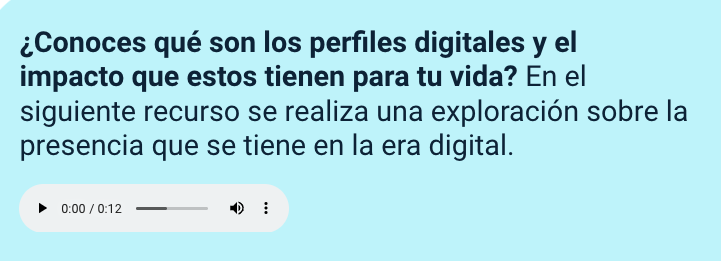 ¿Conoces qué son los perfiles digitales y el
impacto que estos tienen para tu vida? En el
siguiente recurso se realiza una exploración sobre la
presencia que se tiene en la era digital.
0:00 / 0:12